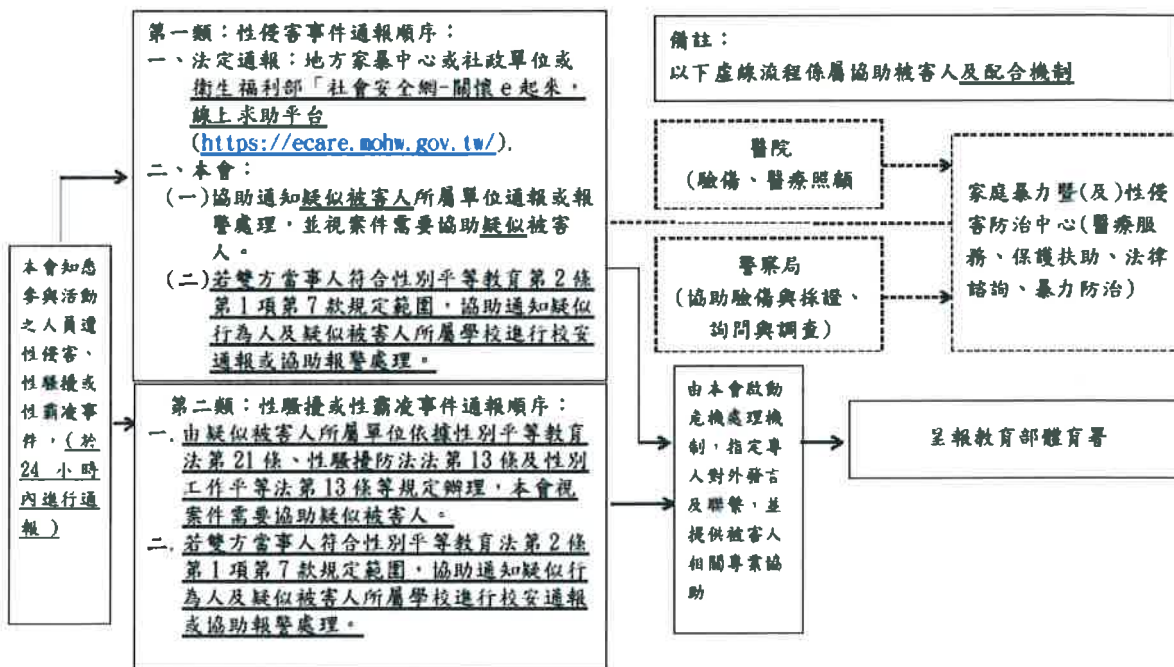 本會知悉
參與活動
之人員遭
性侵害、
性騷擾或
性霸凌事
件，(於
24 小時
內進行通
報)
第一類：性侵害事件通報順序：
一、法定通報：地方家暴中心或社政單位或
衛生福利部「社會安全網-關懷 e 起來，
線上求助平台
(https://ecare.mohw.gov.tw/).
二、本會：
(一)協助通知疑似被害人所屬單位通報或報
警處理，並視案件需要協助疑似被害
人。
(二)若雙方當事人符合性別平等教育第 2 條
第 1 項第 7 款規定範圍，協助通知疑似
行為人及疑似被害人所屬學校進行校安
通報或協助報警處理。
第二類：性騷擾或性霸凌事件通報順序：
一. 由疑似被害人所屬單位依據性別平等教育
法第 21 條、性騷擾防法法第 13 條及性別
工作平等法第 13 條等規定辦理，本會視
案件需要協助疑似被害人。
二. 若雙方當事人符合性別平等教育法第 2 條
第 1 項第 7 款規定範圍，協助通知疑似行
為人及疑似被害人所屬學校進行校安通報
或協助報警處理。
備註：
以下虛線流程係屬協助被害人及配合機制
醫院
(驗傷、醫療照顧
警察局
(協助驗傷與採證、
詢問與調查)
家庭暴力暨(及)性侵
害防治中心(醫療服
務、保護扶助、法律
諮詢、暴力防治)
由本會啟動
危機處理機
制，指定專
人對外發言
及聯繫，並
提供被害人
相關專業協
助
呈報教育部體育署